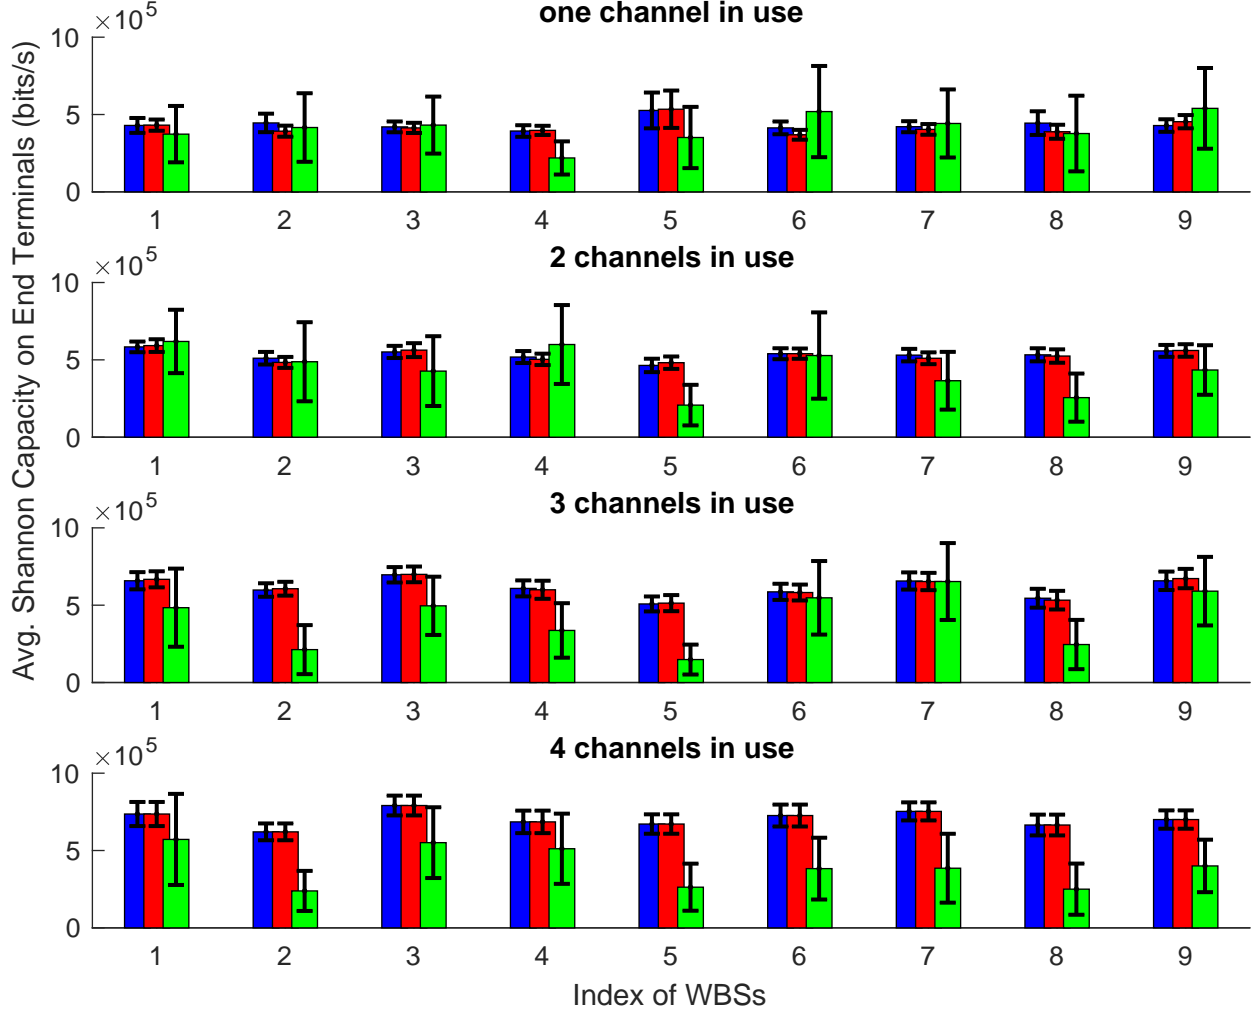 Avg. Shannon Capacity on End Terminals (bits/s)
one channel in use
×10^5
10
5
0
1 2 3 4 5 6 7 8 9
2 channels in use
×10^5
10
5
0
1 2 3 4 5 6 7 8 9
3 channels in use
×10^5
10
5
0
1 2 3 4 5 6 7 8 9
4 channels in use
×10^5
10
5
0
1 2 3 4 5 6 7 8 9
Index of WBSs